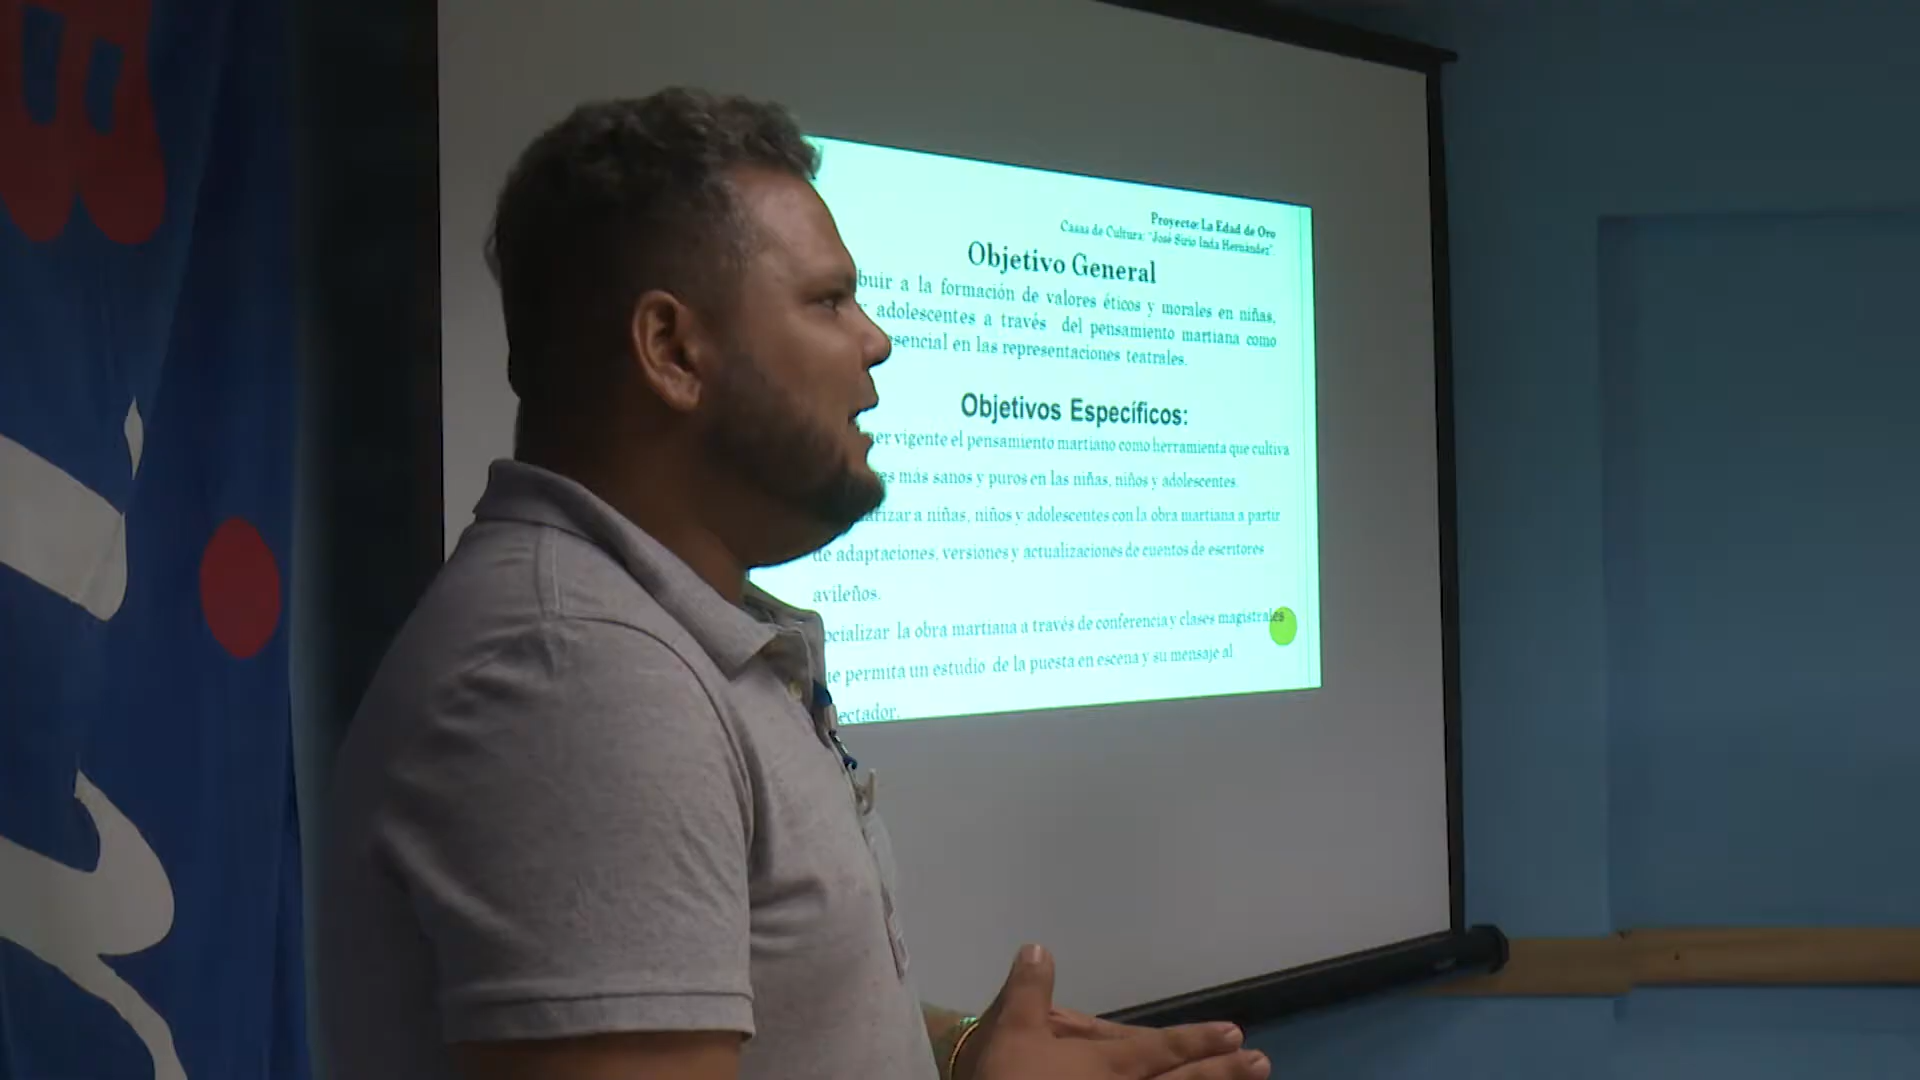 Proyecto: La Edad de Oro
Casas de Cultura: "José Sirio Inda Hernández".
Objetivo General
buir a la formación de valores éticos y morales en niñas,
y adolescentes a través del pensamiento martiana como
esencial en las representaciones teatrales.
Objetivos Específicos:
er vigente el pensamiento martiano como herramienta que cultiva
es más sanos y puros en las niñas, niños y adolescentes.
arizar a niñas, niños y adolescentes con la obra martiana a partir
de adaptaciones, versiones y actualizaciones de cuentos de escritores
avileños.
ocializar la obra martiana a través de conferencia y clases magistrales
ue permita un estudio de la puesta en escena y su mensaje al
ectador.